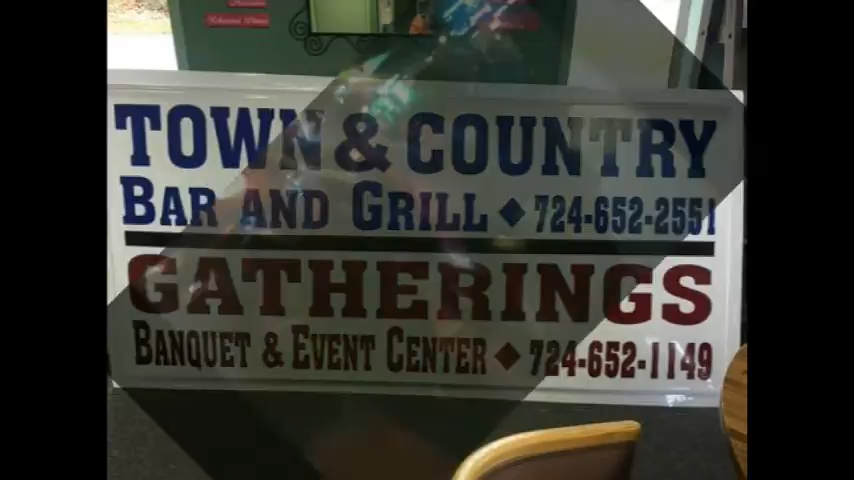 TOWN & COUNTRY
BAR AND GRILL ◆ 724-652-2551
GATHERINGS
BANQUET & EVENT CENTER ◆ 724-652-1149